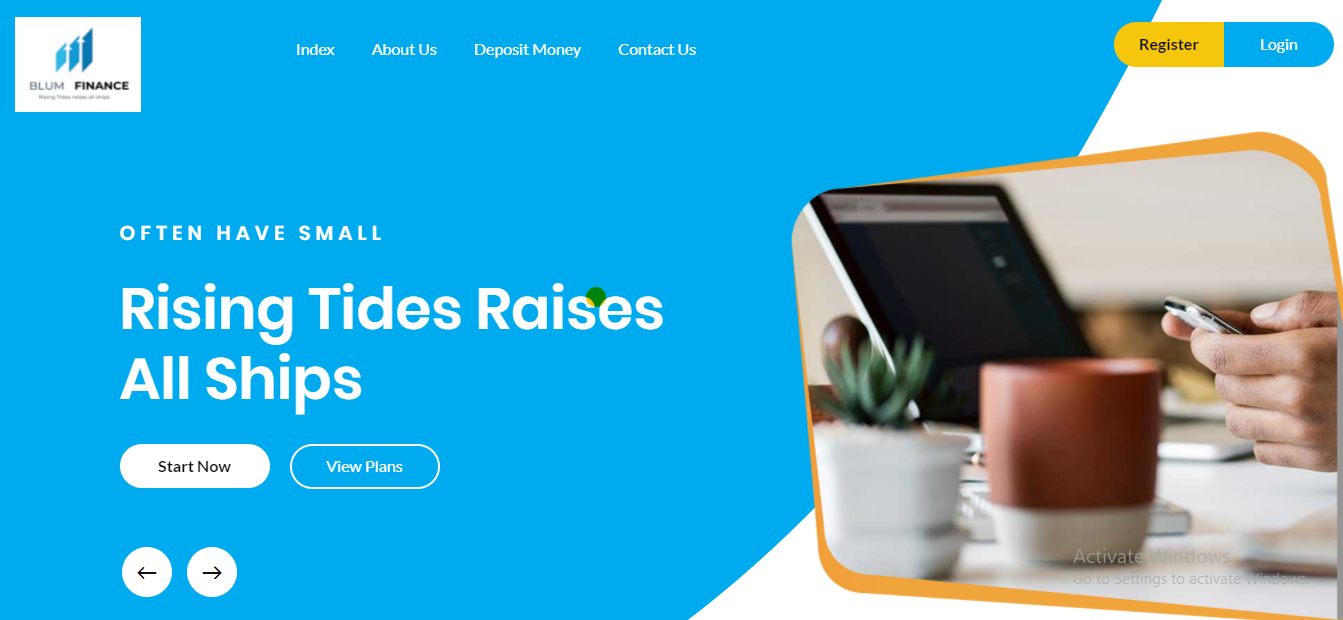 BLUM FINANCE
Rising Tides raises all ships
Index About Us Deposit Money Contact Us
Register Login
OFTEN HAVE SMALL
Rising Tides Raises
All Ships
Start Now View Plans
Activate Windows
Go to Settings to activate Windows.